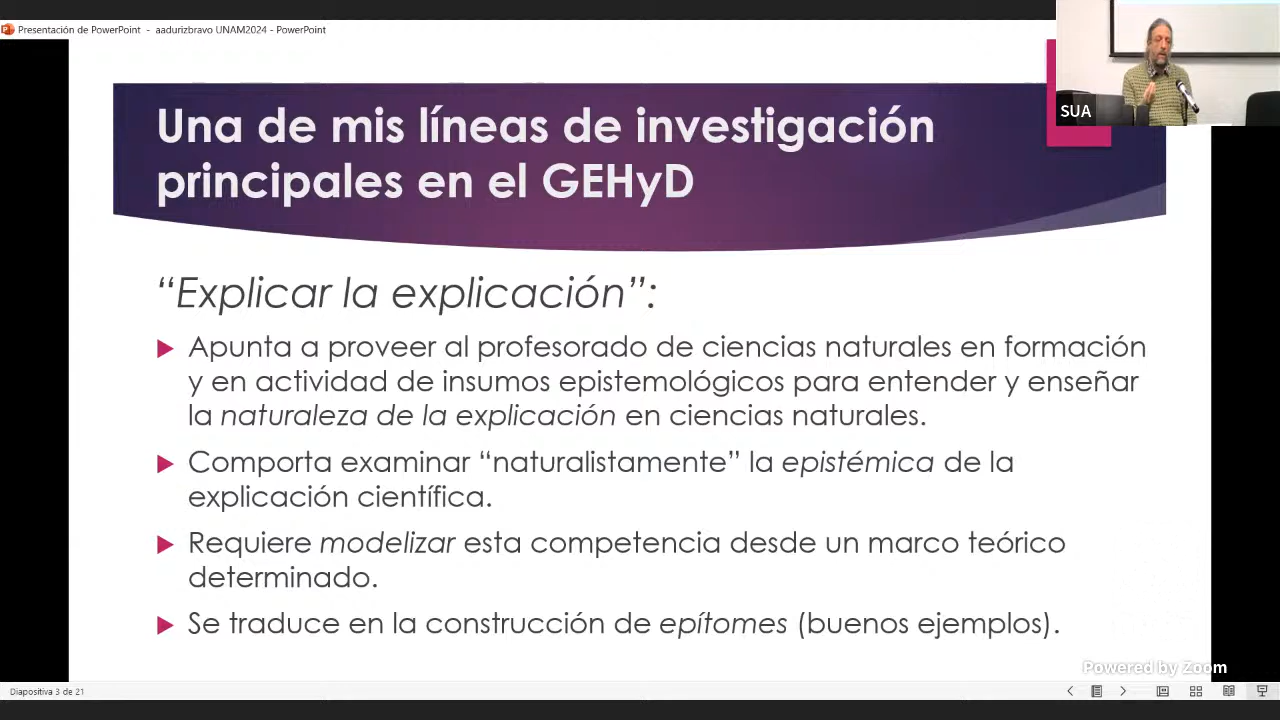 Presentación de PowerPoint - aadurizbravo UNAM2024 - PowerPoint
SUA
Una de mis líneas de investigación
principales en el GEHyD
“Explicar la explicación”:
Apunta a proveer al profesorado de ciencias naturales en formación
y en actividad de insumos epistemológicos para entender y enseñar
la naturaleza de la explicación en ciencias naturales.
Comporta examinar “naturalistamente” la epistémica de la
explicación científica.
Requiere modelizar esta competencia desde un marco teórico
determinado.
Se traduce en la construcción de epítomes (buenos ejemplos).
Powered by Zoom
Diapositiva 3 de 21